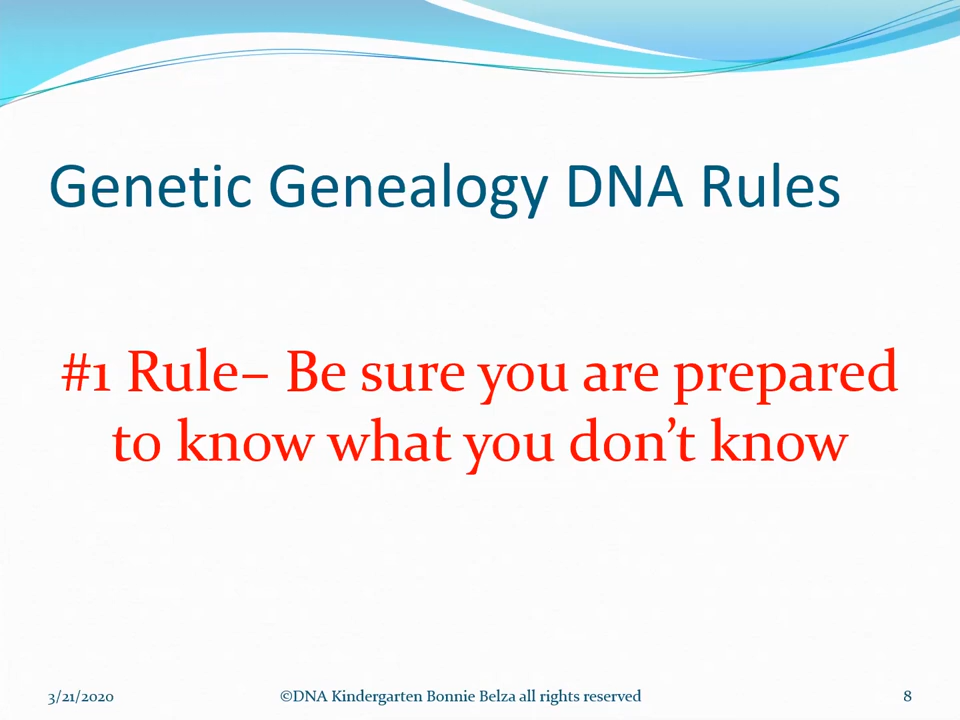 Genetic Genealogy DNA Rules
#1 Rule– Be sure you are prepared
to know what you don’t know
3/21/2020 ©DNA Kindergarten Bonnie Belza all rights reserved 8